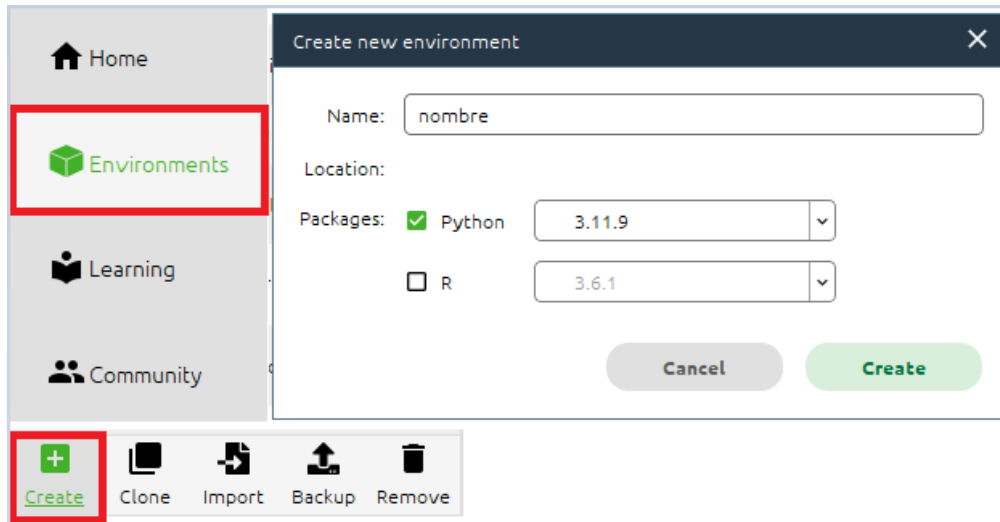 Home
Environments
Learning
Community
Create new environment
Name: nombre
Location:
Packages: Python 3.11.9
R 3.6.1
Cancel Create
Create Clone Import Backup Remove